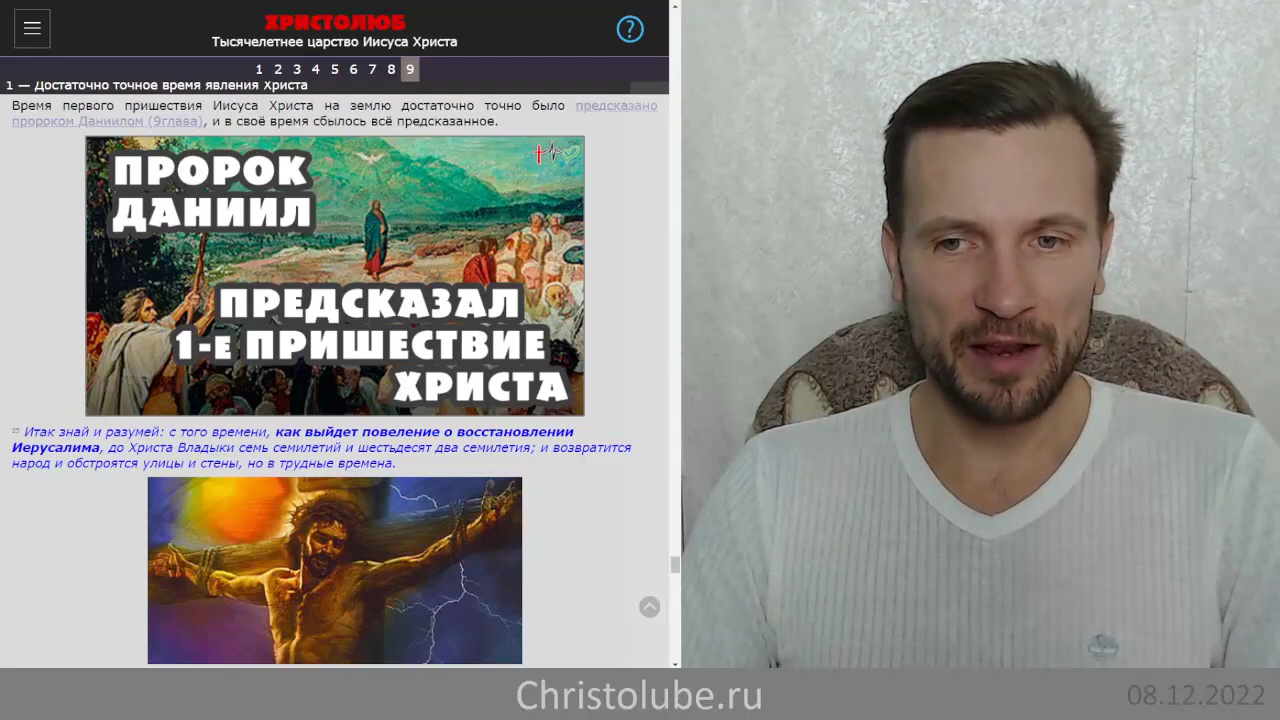 ХРИСТОЛЮБ
Тысячелетнее царство Иисуса Христа
?
1 2 3 4 5 6 7 8 9
1 — Достаточно точное время явления Христа
Время первого пришествия Иисуса Христа на землю достаточно точно было предсказано
пророком Даниилом (9глава), и в своё время сбылось всё предсказанное.
ПРОРОК
ДАНИИЛ
ПРЕДСКАЗАЛ
1-е ПРИШЕСТВИЕ
ХРИСТА
25 Итак знай и разумей: с того времени, как выйдет повеление о восстановлении
Иерусалима, до Христа Владыки семь семилетий и шестьдесят два семилетия; и возвратится
народ и обстроятся улицы и стены, но в трудные времена.
Christolube.ru
08.12.2022